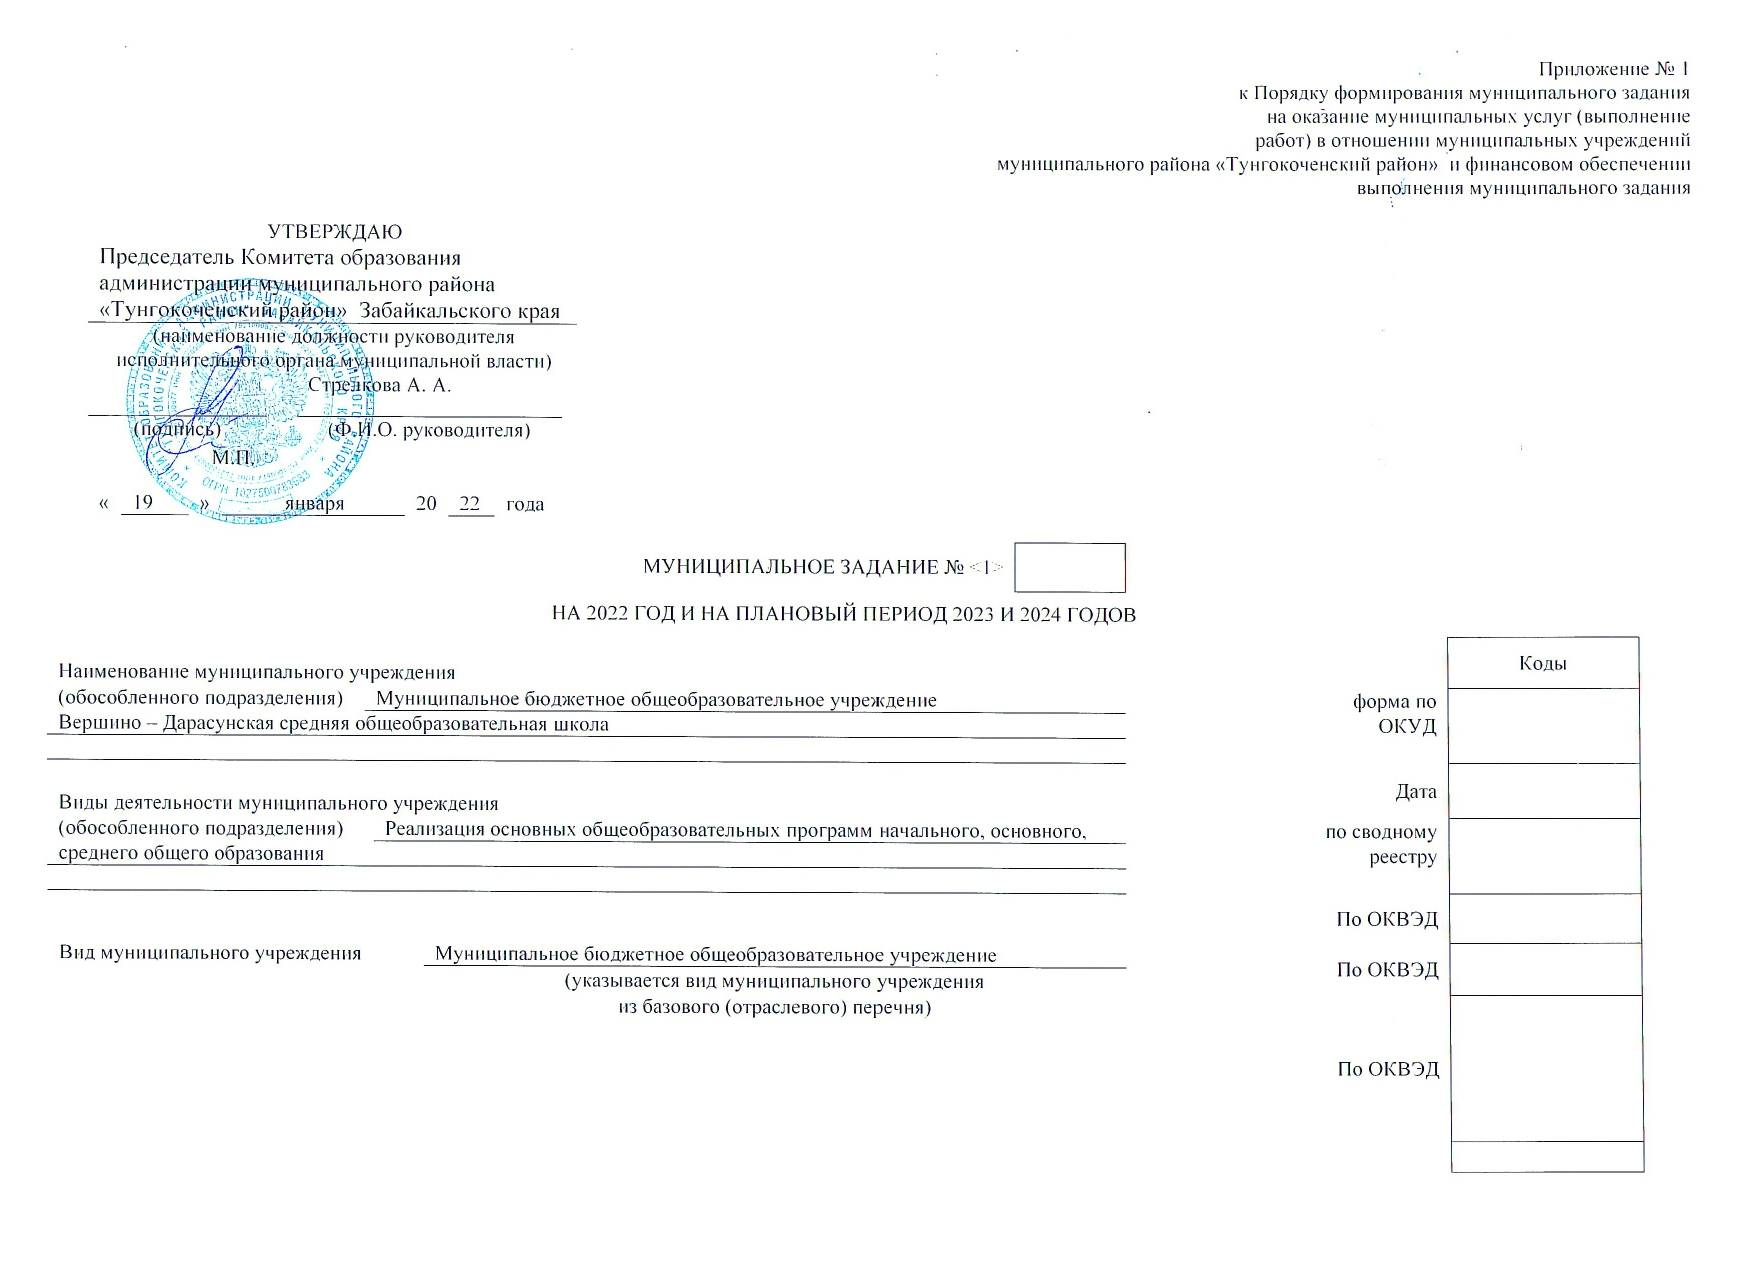 Приложение № 1
к Порядку формирования муниципального задания
на оказание муниципальных услуг (выполнение
работ) в отношении муниципальных учреждений
муниципального района «Тунгокоченский район» и финансовом обеспечении
выполнения муниципального задания
УТВЕРЖДАЮ
Председатель Комитета образования
администрации муниципального района
«Тунгокоченский район» Забайкальского края
(наименование должности руководителя
исполнительного органа муниципальной власти)
Стрелкова А. А.
(подпись) (Ф.И.О. руководителя)
М.П.
« 19 » января 20 22 года
МУНИЦИПАЛЬНОЕ ЗАДАНИЕ № <1>
НА 2022 ГОД И НА ПЛАНОВЫЙ ПЕРИОД 2023 И 2024 ГОДОВ
Наименование муниципального учреждения
(обособленного подразделения) Муниципальное бюджетное общеобразовательное учреждение
Вершино – Дарасунская средняя общеобразовательная школа
Виды деятельности муниципального учреждения
(обособленного подразделения) Реализация основных общеобразовательных программ начального, основного,
среднего общего образования
Вид муниципального учреждения Муниципальное бюджетное общеобразовательное учреждение
(указывается вид муниципального учреждения
из базового (отраслевого) перечня)
Коды
форма по
ОКУД
Дата
по сводному
реестру
По ОКВЭД
По ОКВЭД
По ОКВЭД